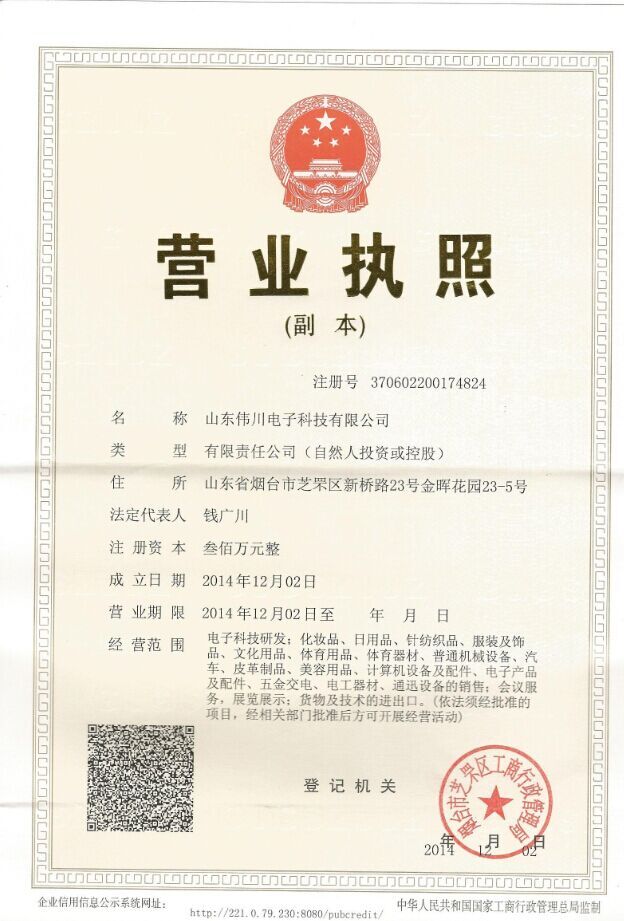 营业执照
(副 本)
注册号 370602200174824
名 称 山东伟川电子科技有限公司
类 型 有限责任公司（自然人投资或控股）
住 所 山东省烟台市芝罘区新桥路23号金晖花园23-5号
法定代表人 钱广川
注 册 资 本 叁佰万元整
成 立 日 期 2014年12月02日
营 业 期 限 2014年12月02日至 年 月 日
经 营 范 围 电子科技研发；化妆品、日用品、针纺织品、服装及饰
品、文化用品、体育用品、体育器材、普通机械设备、汽
车、皮革制品、美容用品、计算机设备及配件、电子产品
及配件、五金交电、电工器材、通迅设备的销售；会议服
务，展览展示；货物及技术的进出口。(依法须经批准的
项目，经相关部门批准后方可开展经营活动)
登 记 机 关
烟台市芝罘区工商行政管理局
2014年 12月 02日
企业信用信息公示系统网址：
http://221.0.79.230:8080/pubcredit/
中华人民共和国国家工商行政管理总局监制